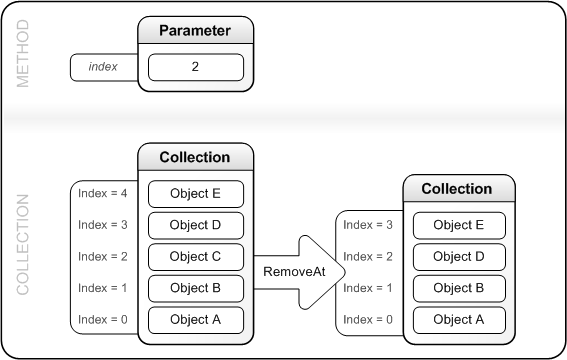 METHOD
Parameter
index
2
COLLECTION
Collection
Index = 4
Object E
Index = 3
Object D
Index = 2
Object C
Index = 1
Object B
Index = 0
Object A
RemoveAt
Collection
Index = 3
Object E
Index = 2
Object D
Index = 1
Object B
Index = 0
Object A